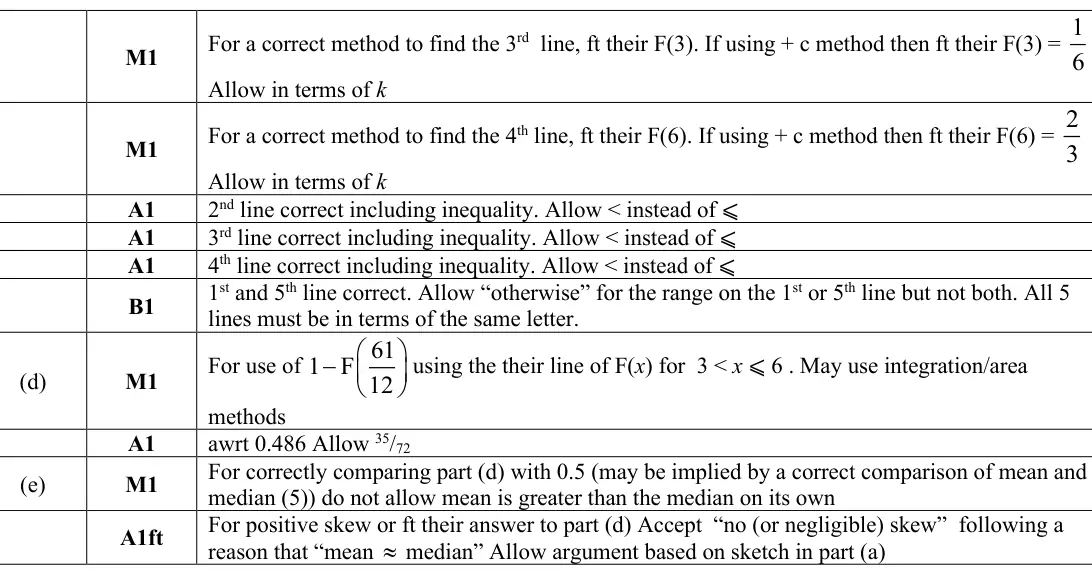 M1 For a correct method to find the 3rd line, ft their F(3). If using + c method then ft their F(3) = 1/6
Allow in terms of k
M1 For a correct method to find the 4th line, ft their F(6). If using + c method then ft their F(6) = 2/3
Allow in terms of k
A1 2nd line correct including inequality. Allow < instead of ⩽
A1 3rd line correct including inequality. Allow < instead of ⩽
A1 4th line correct including inequality. Allow < instead of ⩽
B1 1st and 5th line correct. Allow “otherwise” for the range on the 1st or 5th line but not both. All 5
lines must be in terms of the same letter.
(d) M1 For use of 1 − F(61/12) using the their line of F(x) for 3 < x ⩽ 6 . May use integration/area
methods
A1 awrt 0.486 Allow 35/72
(e) M1 For correctly comparing part (d) with 0.5 (may be implied by a correct comparison of mean and
median (5)) do not allow mean is greater than the median on its own
A1ft For positive skew or ft their answer to part (d) Accept “no (or negligible) skew” following a
reason that “mean ≈ median” Allow argument based on sketch in part (a)